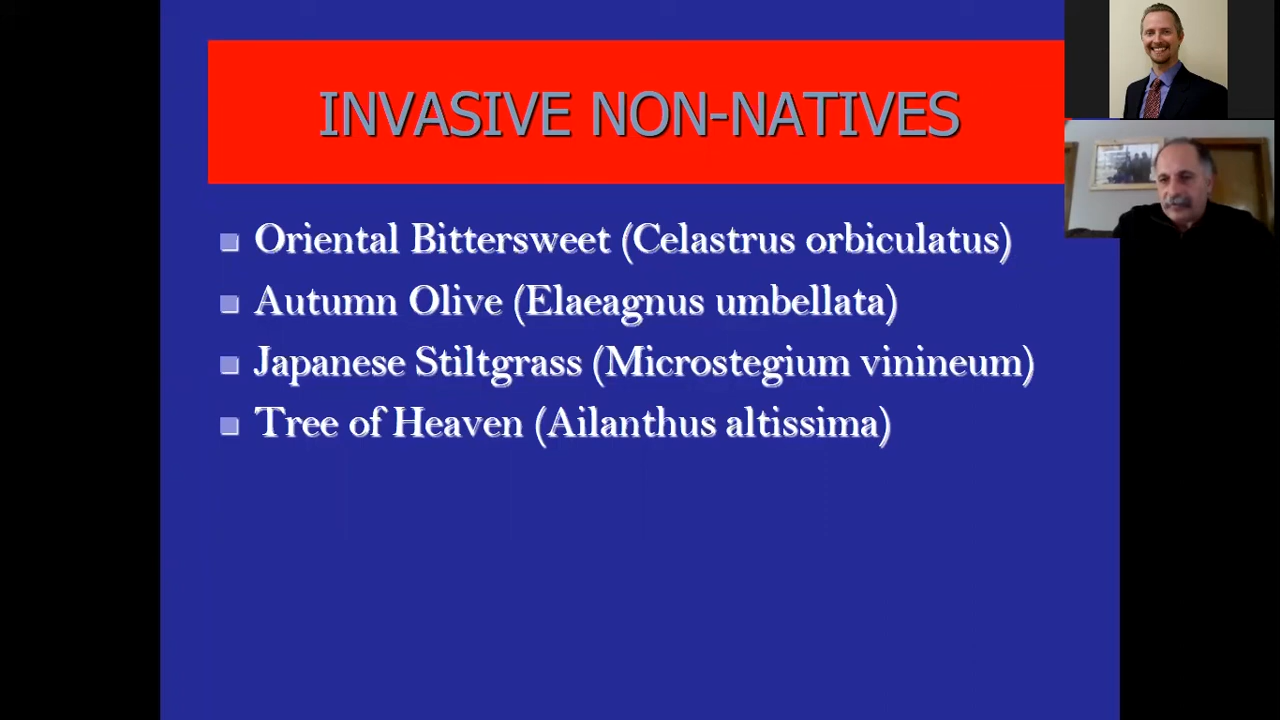 INVASIVE NON-NATIVES
Oriental Bittersweet (Celastrus orbiculatus)
Autumn Olive (Elaeagnus umbellata)
Japanese Stiltgrass (Microstegium vinineum)
Tree of Heaven (Ailanthus altissima)